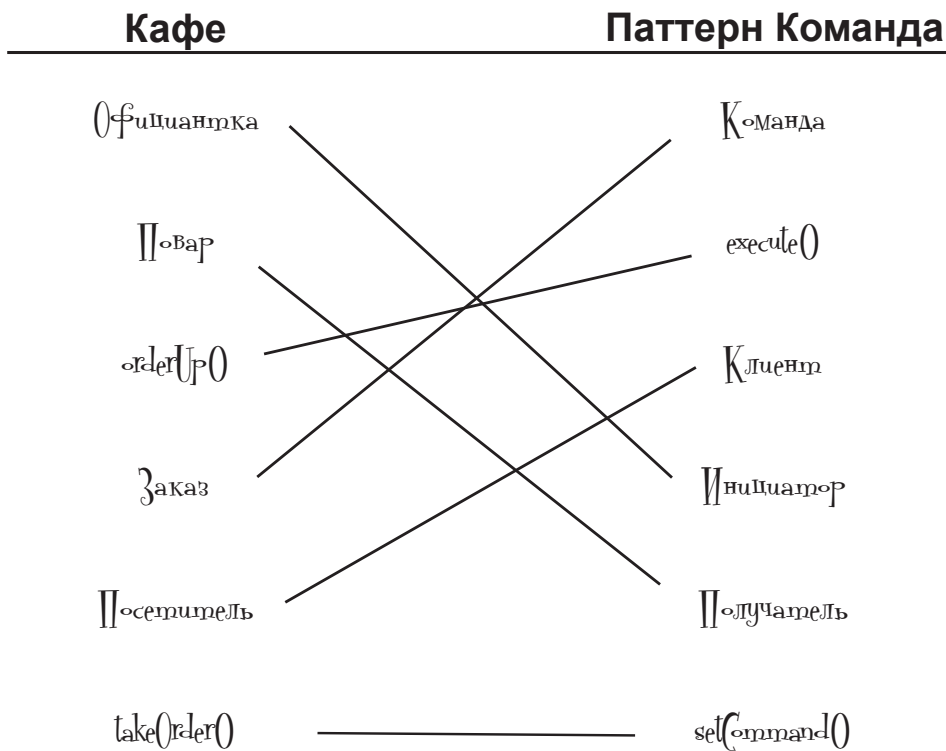 Кафе Паттерн Команда
Официантка Команда
Повар execute()
orderUp() Клиент
Заказ Инициатор
Посетитель Получатель
takeOrder() setCommand()